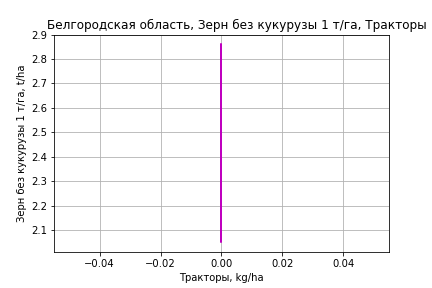 Белгородская область, Зерн без кукурузы 1 т/га, Тракторы
2.9
2.8
2.7
2.6
2.5
2.4
2.3
2.2
2.1
Зерн без кукурузы 1 т/га, t/ha
−0.04 −0.02 0.00 0.02 0.04
Тракторы, kg/ha